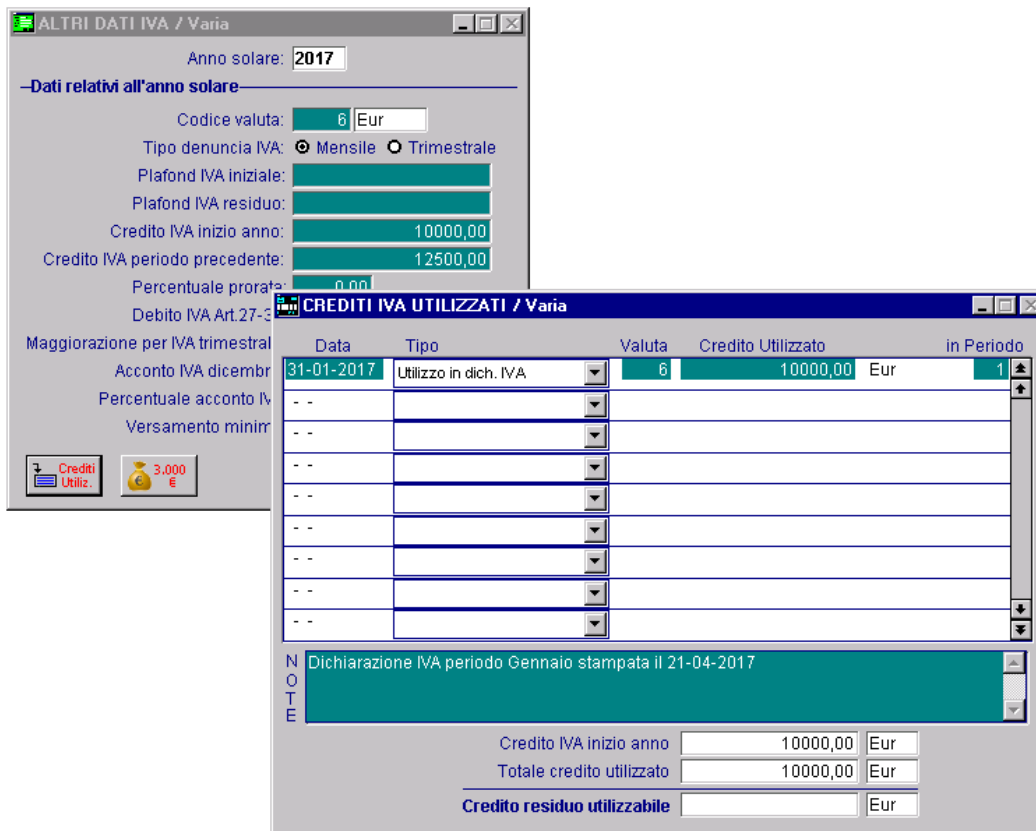 ALTRI DATI IVA / Varia
Anno solare: 2017
Dati relativi all'anno solare
Codice valuta: 6 Eur
Tipo denuncia IVA: Mensile Trimestrale
Plafond IVA iniziale:
Plafond IVA residuo:
Credito IVA inizio anno: 10000,00
Credito IVA periodo precedente: 12500,00
Percentuale prorata: 0,00
Debito IVA Art.27-3
Maggiorazione per IVA trimestral
Acconto IVA dicembr
Percentuale acconto IV
Versamento minim
Crediti Utiliz.
3.000 €
CREDITI IVA UTILIZZATI / Varia
Data Tipo Valuta Credito Utilizzato in Periodo
31-01-2017 Utilizzo in dich. IVA 6 10000,00 Eur 1
- -
- -
- -
- -
- -
- -
- -
- -
NOTE
Dichiarazione IVA periodo Gennaio stampata il 21-04-2017
Credito IVA inizio anno 10000,00 Eur
Totale credito utilizzato 10000,00 Eur
Credito residuo utilizzabile Eur